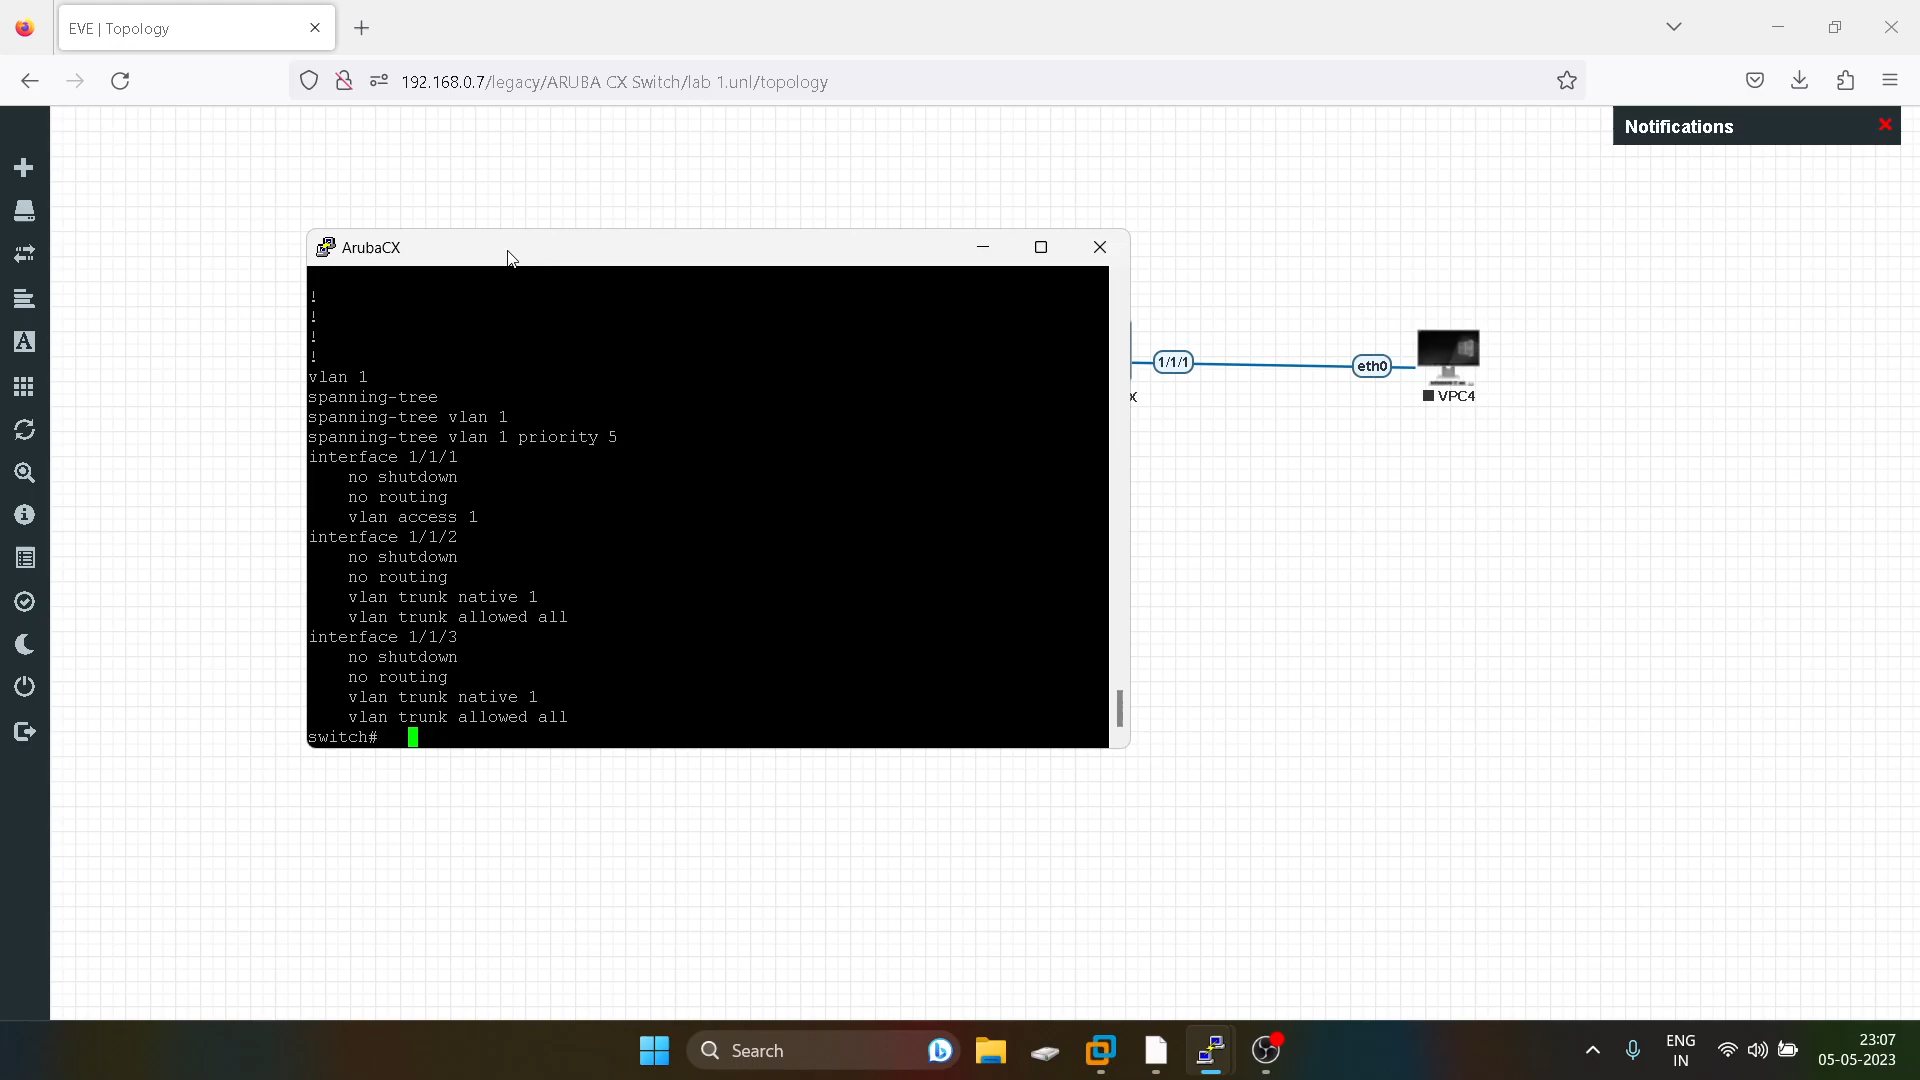 EVE | Topology
192.168.0.7/legacy/ARUBA CX Switch/lab 1.unl/topology
Notifications
ArubaCX
!
!
!
!
vlan 1
spanning-tree
spanning-tree vlan 1
spanning-tree vlan 1 priority 5
interface 1/1/1
no shutdown
no routing
vlan access 1
interface 1/1/2
no shutdown
no routing
vlan trunk native 1
vlan trunk allowed all
interface 1/1/3
no shutdown
no routing
vlan trunk native 1
vlan trunk allowed all
switch#
1/1/1
eth0
X
VPC4
Search
ENG
IN
23:07
05-05-2023